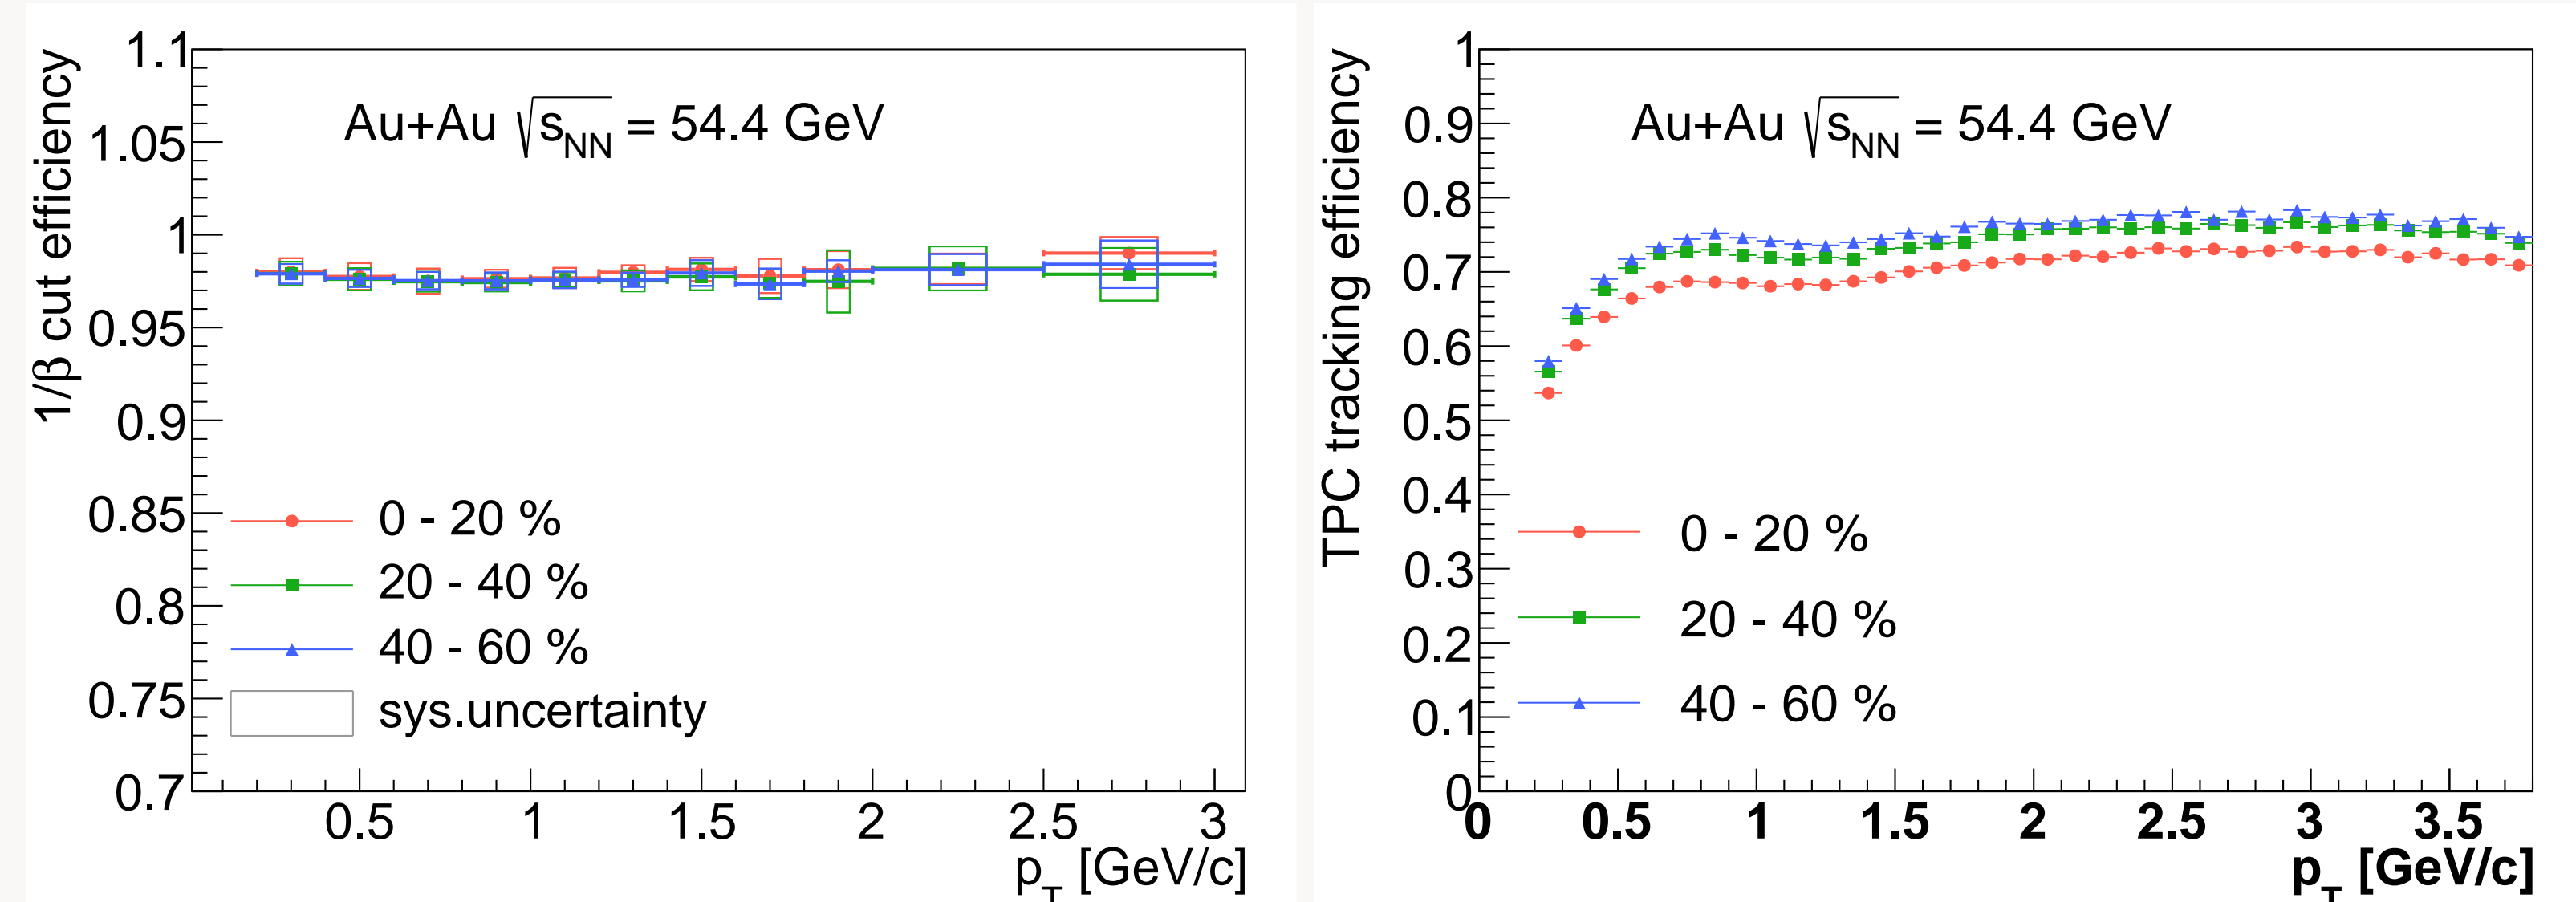 1/β cut efficiency
1.1
1.05
1
0.95
0.9
0.85
0.8
0.75
0.7
Au+Au √sNN = 54.4 GeV
0 - 20 %
20 - 40 %
40 - 60 %
sys.uncertainty
0.5 1 1.5 2 2.5 3
pT [GeV/c]
TPC tracking efficiency
1
0.9
0.8
0.7
0.6
0.5
0.4
0.3
0.2
0.1
0
Au+Au √sNN = 54.4 GeV
0 - 20 %
20 - 40 %
40 - 60 %
0 0.5 1 1.5 2 2.5 3 3.5
pT [GeV/c]